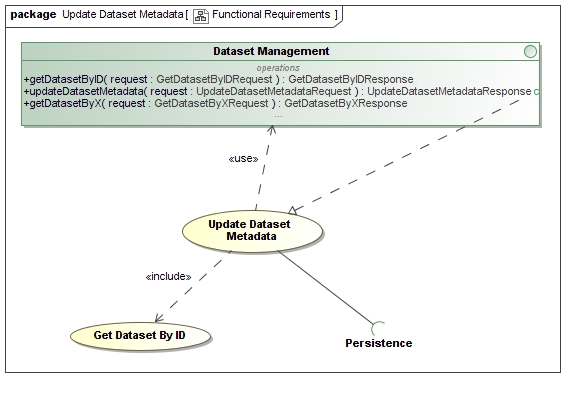 package Update Dataset Metadata [ Functional Requirements ]
Dataset Management
operations
+getDatasetByID( request : GetDatasetByIDRequest ) : GetDatasetByIDResponse
+updateDatasetMetadata( request : UpdateDatasetMetadataRequest ) : UpdateDatasetMetadataResponse
+getDatasetByX( request : GetDatasetByXRequest ) : GetDatasetByXResponse
...
«use»
Update Dataset
Metadata
«include»
Get Dataset By ID
Persistence